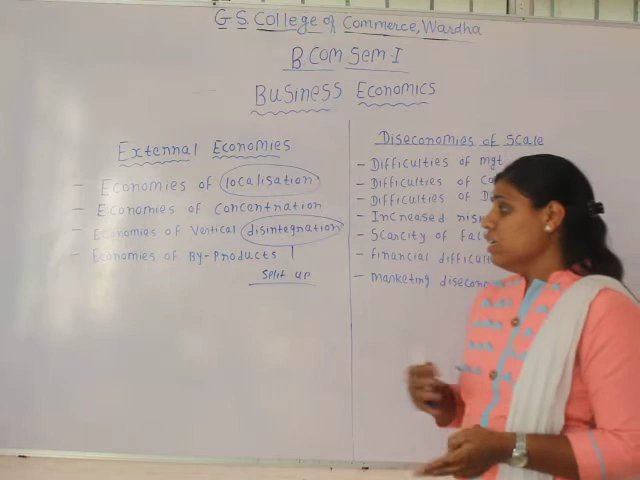 G.S. College of Commerce, Wardha
B.Com Sem-I
Business Economics
External Economies
- Economies of localisation
- Economies of Concentnation
- Economies of Vertical disintegnation
- Economies of By-Products
Split up
Diseconomies of Scale
- Difficulties of mgt
- Difficulties of
- Difficulties of
- Increased
- Scarcity of
- Financial
- Marketing